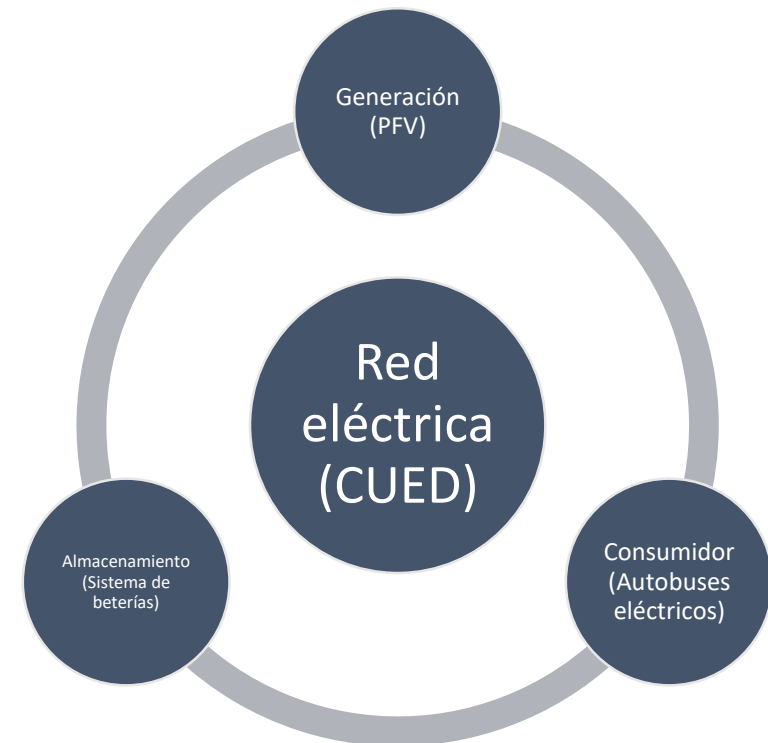 Generación
(PFV)
Red
eléctrica
(CUED)
Almacenamiento
(Sistema de
beterías)
Consumidor
(Autobuses
eléctricos)